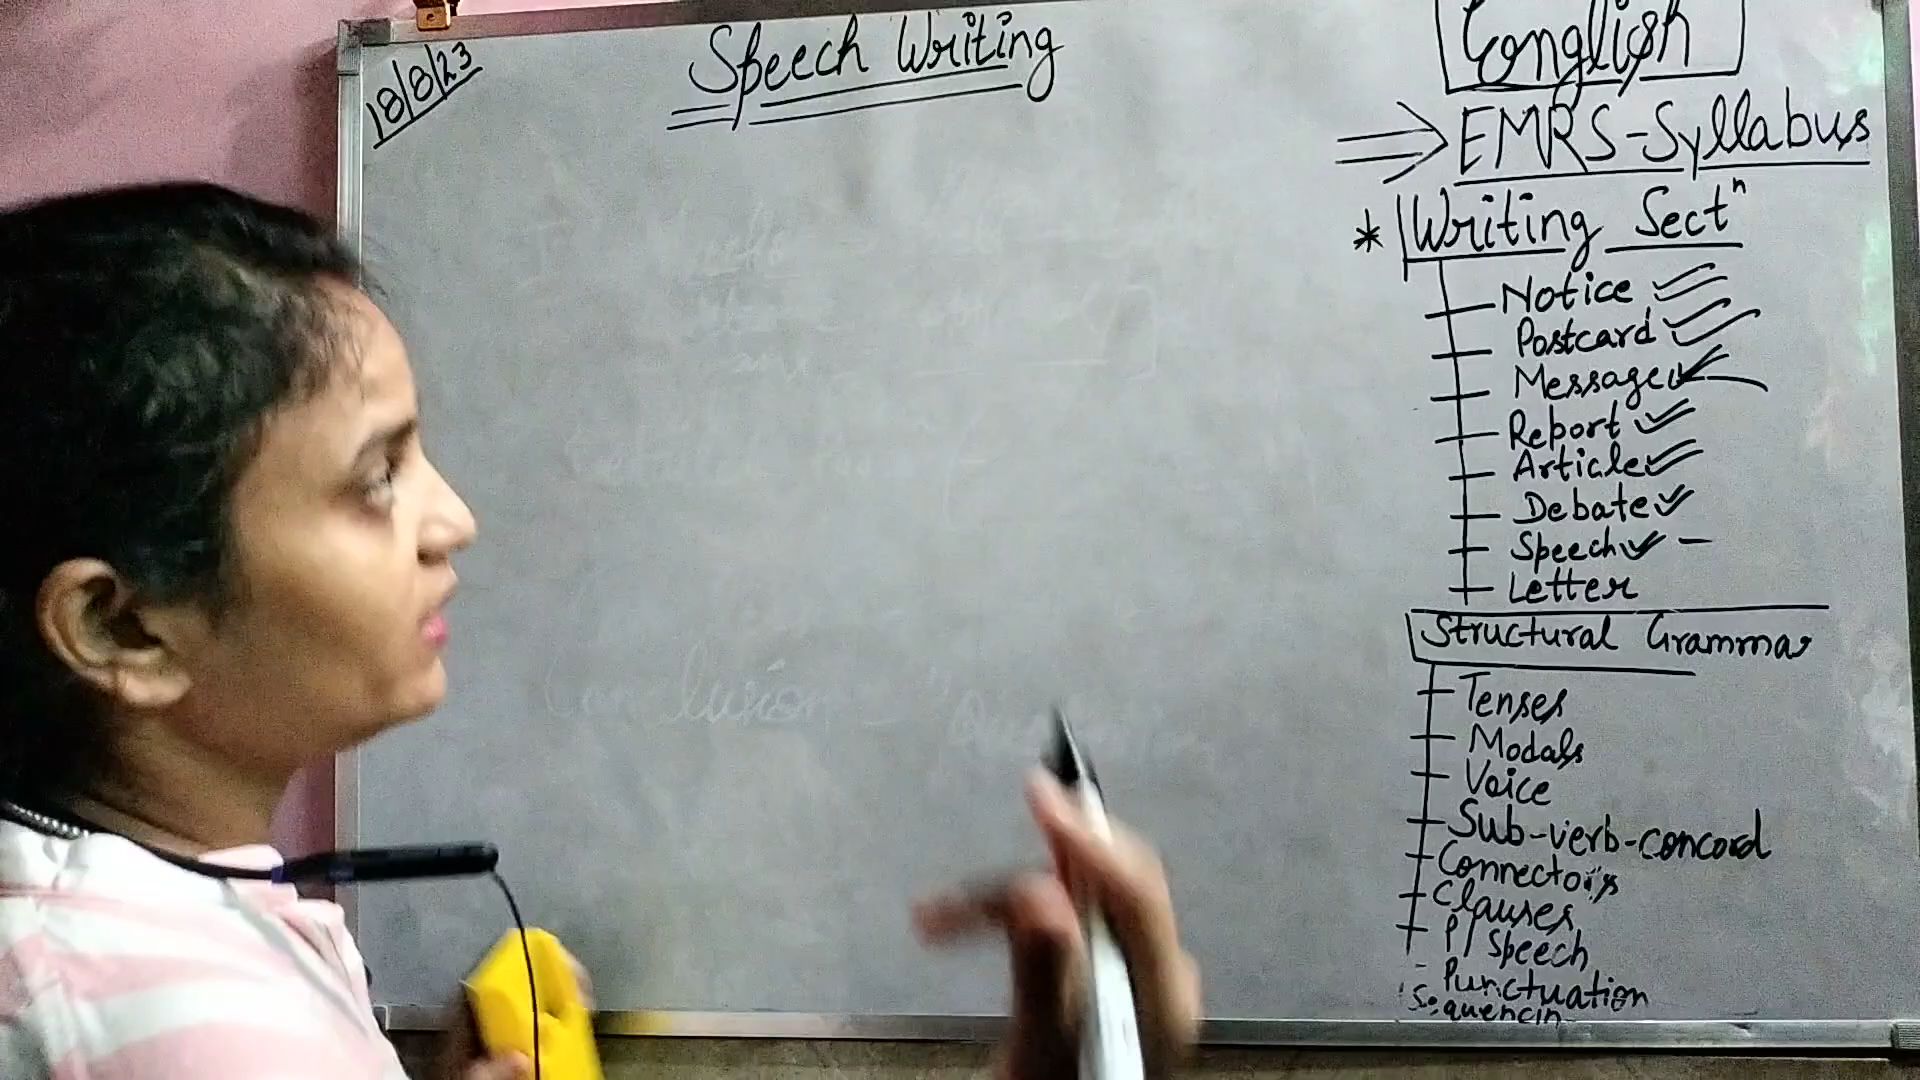 18/8/23
Speech Writing
English
⇒ EMRS-Syllabus
* Writing Sectⁿ
Notice
Postcard
Message
Report
Article
Debate
Speech -
Letter
Structural Grammar
Tenses
Modals
Voice
Sub-verb-concord
Connectors
Clauses
P/Speech
- Punctuation
Conclusion -